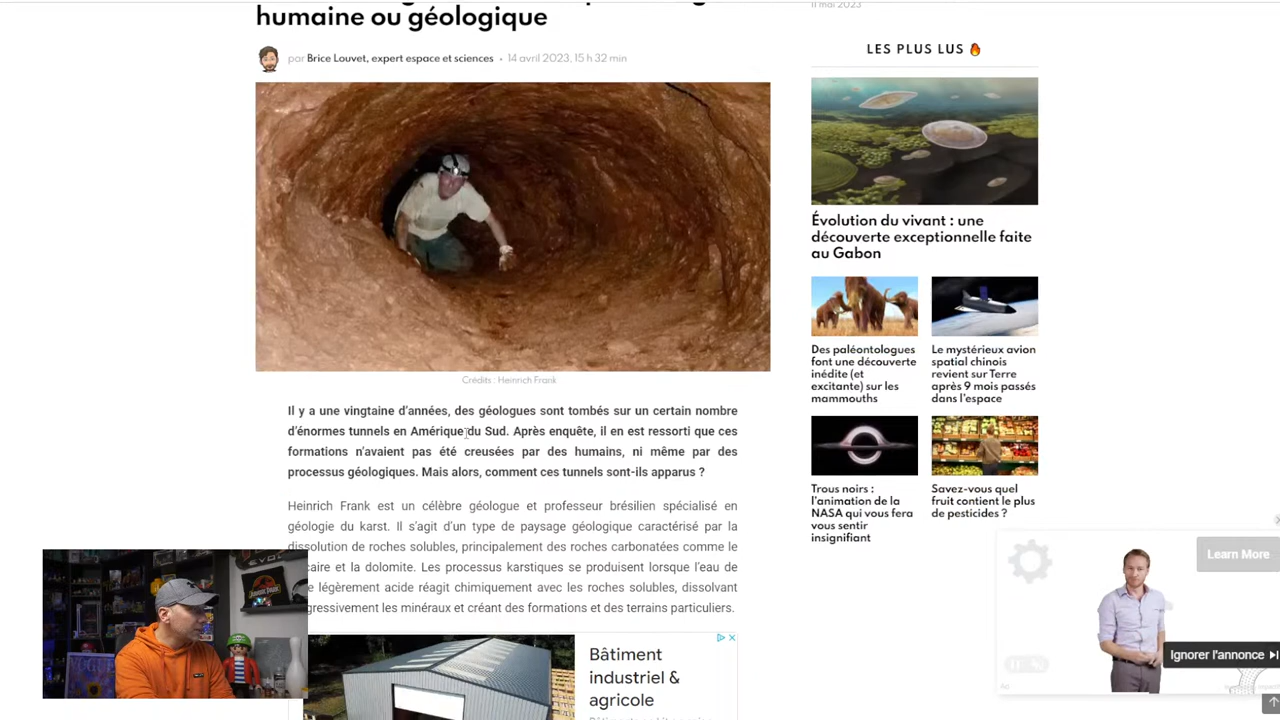 humaine ou géologique
par Brice Louvet, expert espace et sciences • 14 avril 2023, 15 h 32 min
Crédits : Heinrich Frank
Il y a une vingtaine d'années, des géologues sont tombés sur un certain nombre
d'énormes tunnels en Amérique du Sud. Après enquête, il en est ressorti que ces
formations n'avaient pas été creusées par des humains, ni même par des
processus géologiques. Mais alors, comment ces tunnels sont-ils apparus ?
Heinrich Frank est un célèbre géologue et professeur brésilien spécialisé en
géologie du karst. Il s'agit d'un type de paysage géologique caractérisé par la
dissolution de roches solubles, principalement des roches carbonatées comme le
caire et la dolomite. Les processus karstiques se produisent lorsque l'eau de
légèrement acide réagit chimiquement avec les roches solubles, dissolvant
gressivement les minéraux et créant des formations et des terrains particuliers.
Bâtiment
industriel &
agricole
11 mai 2023
LES PLUS LUS
Évolution du vivant : une
découverte exceptionnelle faite
au Gabon
Des paléontologues
font une découverte
inédite (et
excitante) sur les
mammouths
Le mystérieux avion
spatial chinois
revient sur Terre
après 9 mois passés
dans l'espace
Trous noirs :
l'animation de la
NASA qui vous fera
vous sentir
insignifiant
Savez-vous quel
fruit contient le plus
de pesticides ?
Learn More
Ignorer l'annonce
Ad